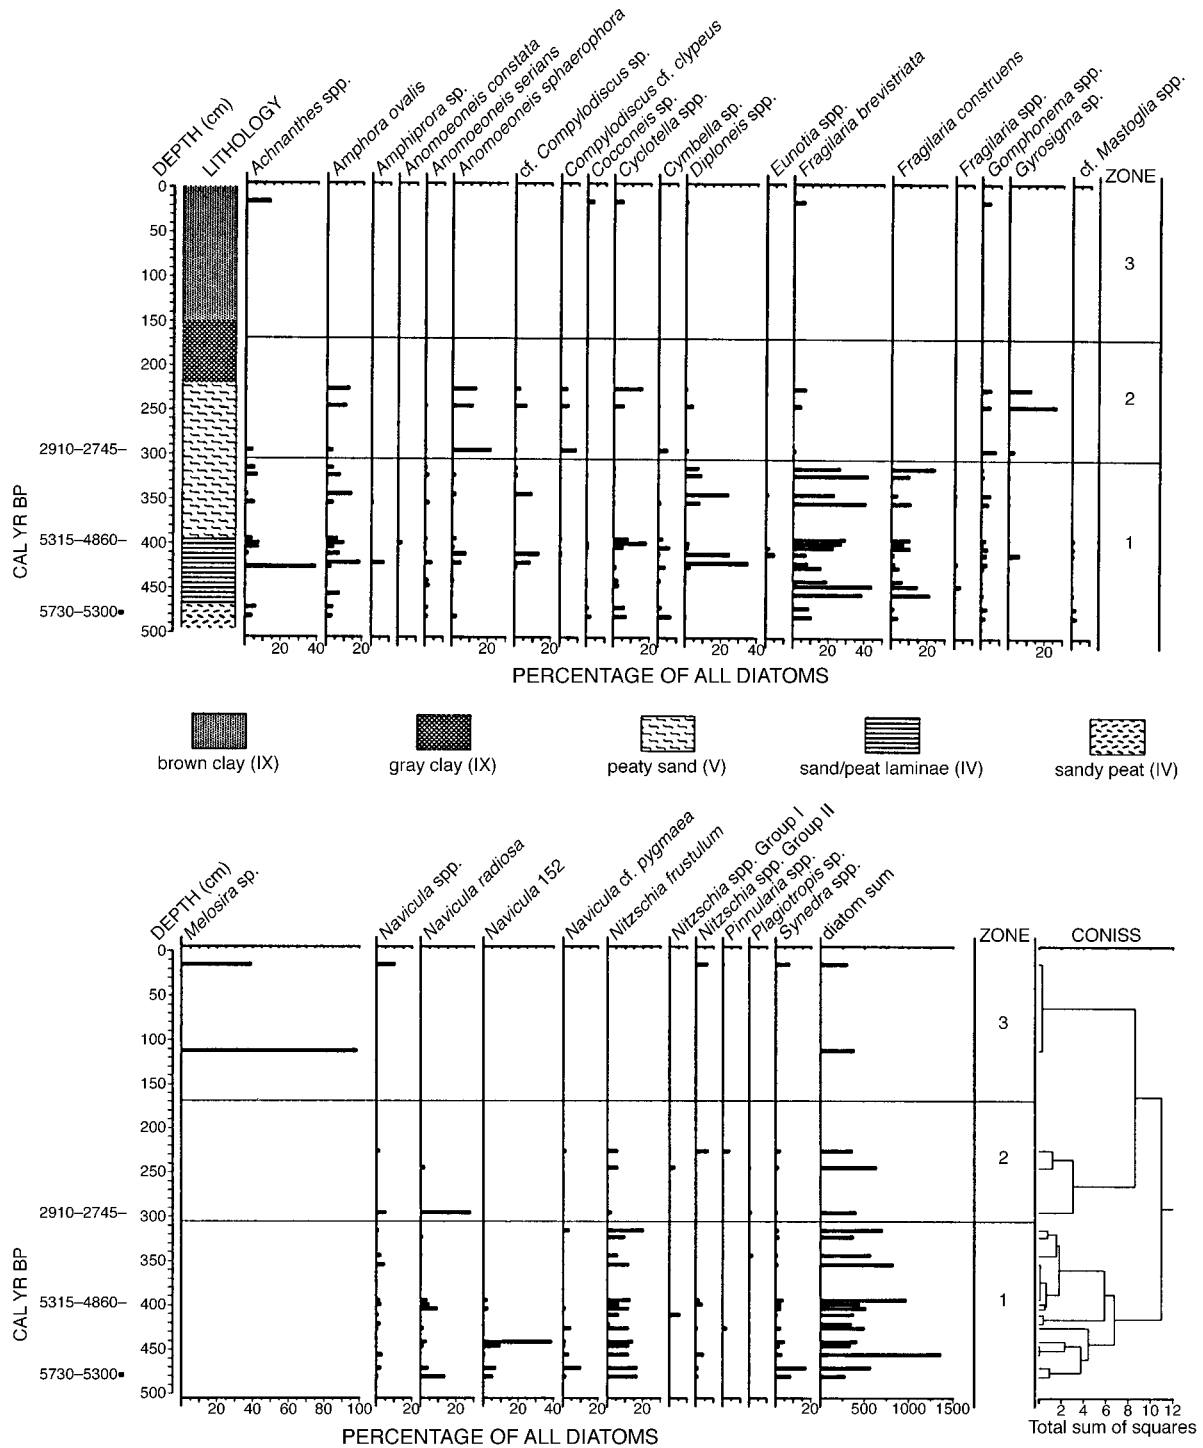 DEPTH (cm)
LITHOLOGY
Achnanthes spp.
Amphora ovalis
Amphiprora sp.
Anomoeoneis constata
Anomoeoneis serians
Anomoeoneis sphaerophora
cf. Compylodiscus sp.
Compylodiscus cf. clypeus
Cocconeis sp.
Cyclotella spp.
Cymbella sp.
Diploneis spp.
Eunotia spp.
Fragilaria brevistriata
Fragilaria construens
Fragilaria spp.
Gomphonema spp.
Gyrosigma sp.
cf. Mastoglia spp.
ZONE
0
50
100
150
200
250
300
350
400
450
500
3
2
1
CAL YR BP
2910–2745–
5315–4860–
5730–5300
20 40 20 20 20 20 40 20 40 20 20
PERCENTAGE OF ALL DIATOMS
brown clay (IX)
gray clay (IX)
peaty sand (V)
sand/peat laminae (IV)
sandy peat (IV)
DEPTH (cm)
Melosira sp.
Navicula spp.
Navicula radiosa
Navicula 152
Navicula cf. pygmaea
Nitzschia frustulum
Nitzschia spp. Group I
Nitzschia spp. Group II
Pinnularia spp.
Plagiotropis sp.
Synedra spp.
diatom sum
ZONE
CONISS
0
50
100
150
200
250
300
350
400
450
500
3
2
1
CAL YR BP
2910–2745–
5315–4860–
5730–5300
20 40 60 80 100 20 20 20 40 20 20 20 500 1000 1500
2 4 6 8 10 12
Total sum of squares
PERCENTAGE OF ALL DIATOMS